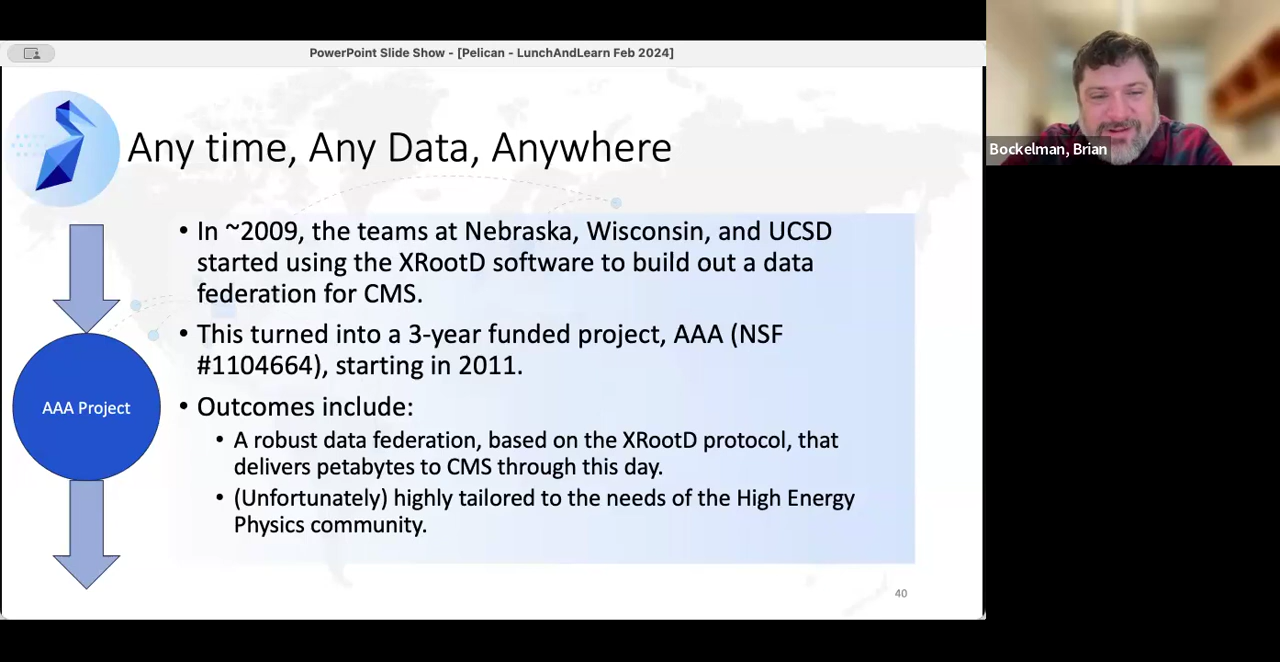 PowerPoint Slide Show - [Pelican - LunchAndLearn Feb 2024]
Bockelman, Brian
Any time, Any Data, Anywhere
• In ~2009, the teams at Nebraska, Wisconsin, and UCSD
started using the XRootD software to build out a data
federation for CMS.
• This turned into a 3-year funded project, AAA (NSF
#1104664), starting in 2011.
AAA Project
• Outcomes include:
• A robust data federation, based on the XRootD protocol, that
delivers petabytes to CMS through this day.
• (Unfortunately) highly tailored to the needs of the High Energy
Physics community.
40